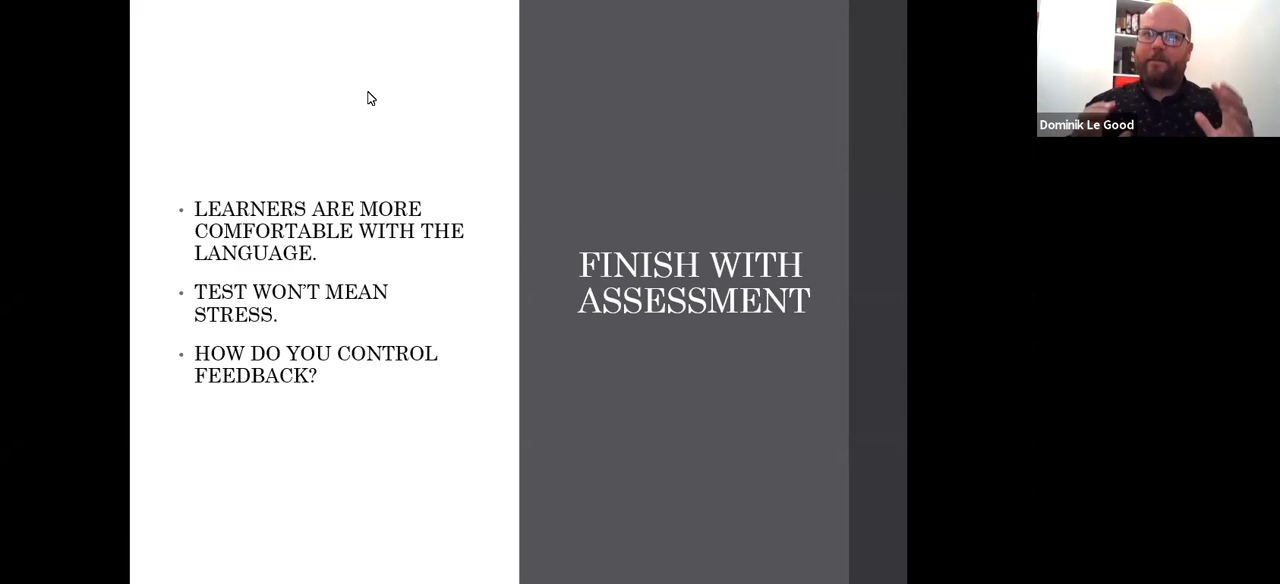 LEARNERS ARE MORE
COMFORTABLE WITH THE
LANGUAGE.
TEST WON'T MEAN
STRESS.
HOW DO YOU CONTROL
FEEDBACK?
FINISH WITH
ASSESSMENT
Dominik Le Good